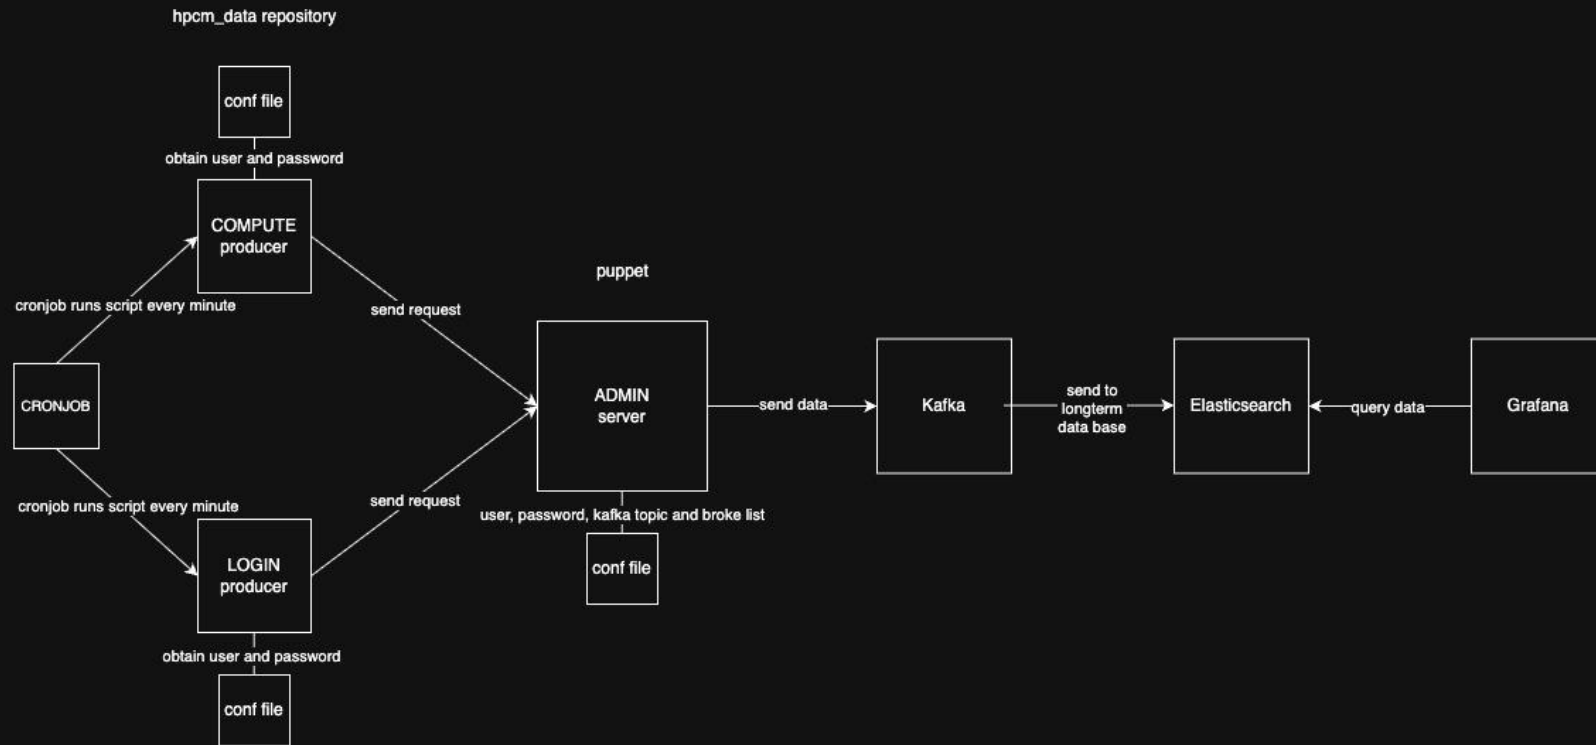 hpcm_data repository
conf file
obtain user and password
COMPUTE
producer
cronjob runs script every minute
send request
puppet
CRONJOB
ADMIN
server
send data
Kafka
send to
longterm
data base
Elasticsearch
query data
Grafana
cronjob runs script every minute
send request
user, password, kafka topic and broke list
conf file
LOGIN
producer
obtain user and password
conf file